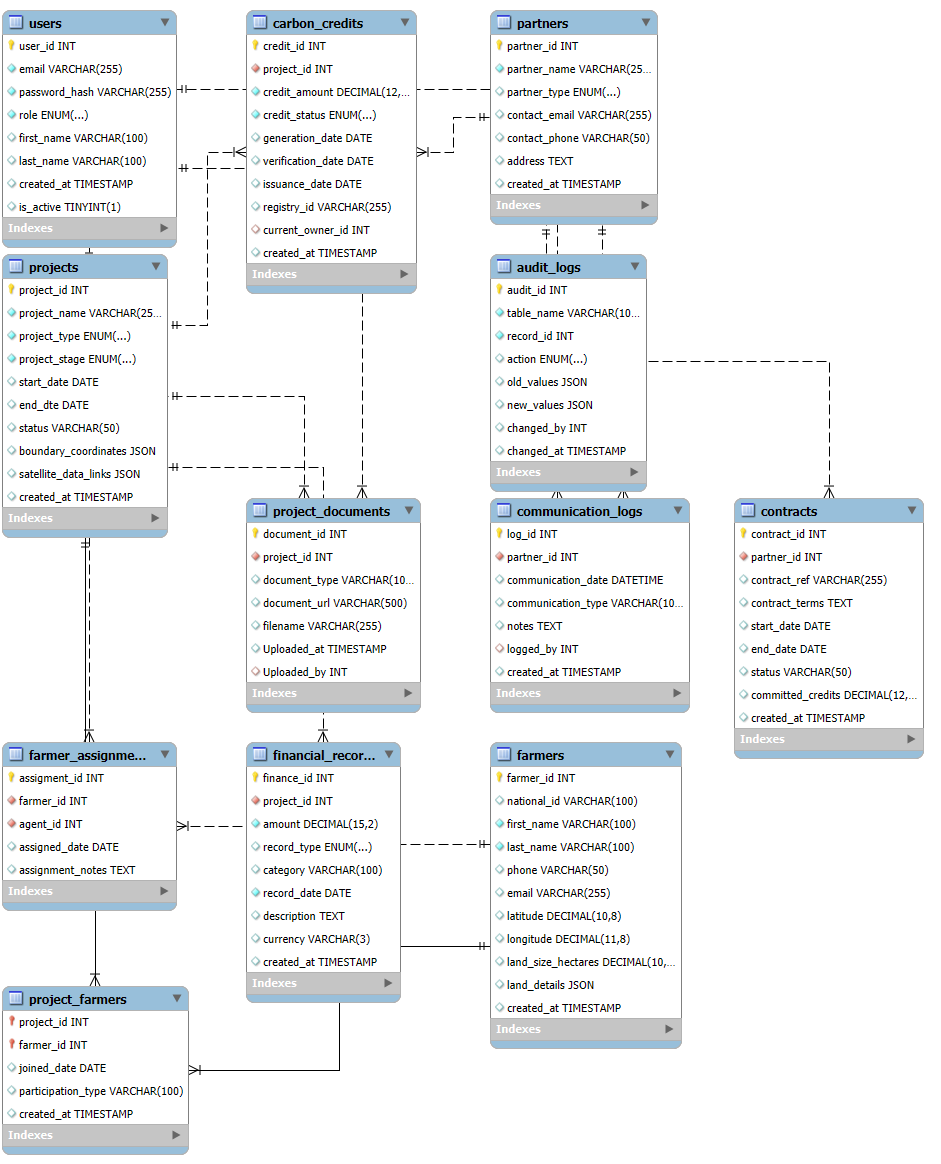 users
user_id INT
email VARCHAR(255)
password_hash VARCHAR(255)
role ENUM(...)
first_name VARCHAR(100)
last_name VARCHAR(100)
created_at TIMESTAMP
is_active TINYINT(1)
Indexes
carbon_credits
credit_id INT
project_id INT
credit_amount DECIMAL(12,...
credit_status ENUM(...)
generation_date DATE
verification_date DATE
issuance_date DATE
registry_id VARCHAR(255)
current_owner_id INT
created_at TIMESTAMP
Indexes
partners
partner_id INT
partner_name VARCHAR(25...
partner_type ENUM(...)
contact_email VARCHAR(255)
contact_phone VARCHAR(50)
address TEXT
created_at TIMESTAMP
Indexes
projects
project_id INT
project_name VARCHAR(25...
project_type ENUM(...)
project_stage ENUM(...)
start_date DATE
end_dte DATE
status VARCHAR(50)
boundary_coordinates JSON
satellite_data_links JSON
created_at TIMESTAMP
Indexes
audit_logs
audit_id INT
table_name VARCHAR(10...
record_id INT
action ENUM(...)
old_values JSON
new_values JSON
changed_by INT
changed_at TIMESTAMP
Indexes
project_documents
document_id INT
project_id INT
document_type VARCHAR(10...
document_url VARCHAR(500)
filename VARCHAR(255)
Uploaded_at TIMESTAMP
Uploaded_by INT
Indexes
communication_logs
log_id INT
partner_id INT
communication_date DATETIME
communication_type VARCHAR(10...
notes TEXT
logged_by INT
created_at TIMESTAMP
Indexes
contracts
contract_id INT
partner_id INT
contract_ref VARCHAR(255)
contract_terms TEXT
start_date DATE
end_date DATE
status VARCHAR(50)
committed_credits DECIMAL(12,...
created_at TIMESTAMP
Indexes
farmer_assignme...
assigment_id INT
farmer_id INT
agent_id INT
assigned_date DATE
assignment_notes TEXT
Indexes
financial_recor...
finance_id INT
project_id INT
amount DECIMAL(15,2)
record_type ENUM(...)
category VARCHAR(100)
record_date DATE
description TEXT
currency VARCHAR(3)
created_at TIMESTAMP
Indexes
farmers
farmer_id INT
national_id VARCHAR(100)
first_name VARCHAR(100)
last_name VARCHAR(100)
phone VARCHAR(50)
email VARCHAR(255)
latitude DECIMAL(10,8)
longitude DECIMAL(11,8)
land_size_hectares DECIMAL(10,...
land_details JSON
created_at TIMESTAMP
Indexes
project_farmers
project_id INT
farmer_id INT
joined_date DATE
participation_type VARCHAR(100)
created_at TIMESTAMP
Indexes